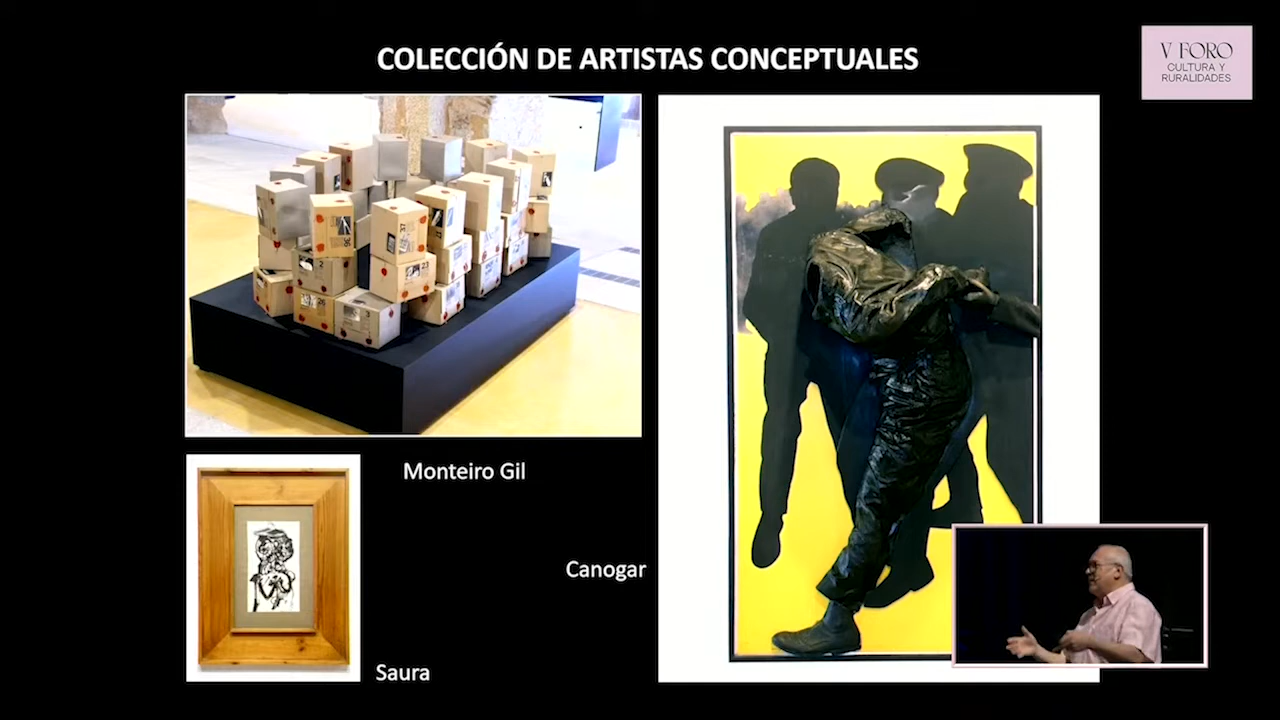 COLECCIÓN DE ARTISTAS CONCEPTUALES
V FORO
CULTURA Y
RURALIDADES
Monteiro Gil
Canogar
Saura